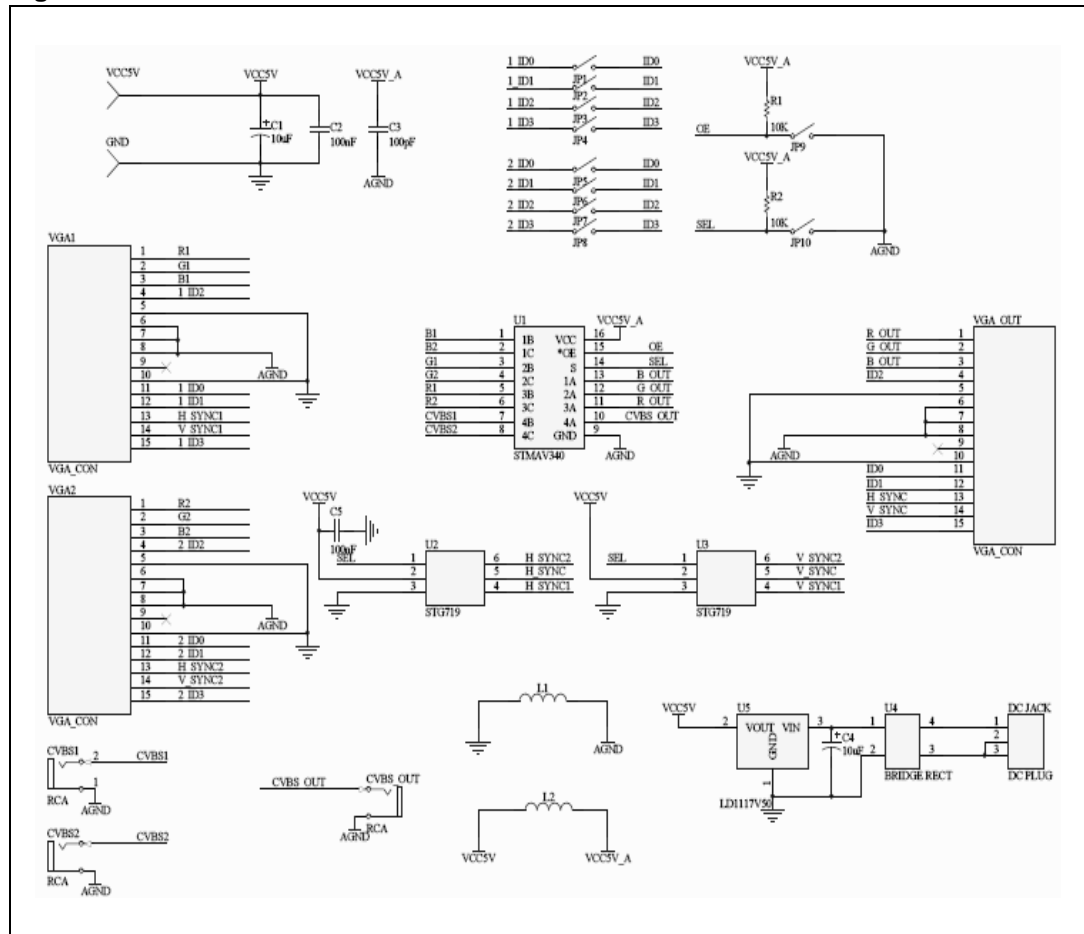 VCC5V
VCC5V
VCC5V_A
C1
10uF
C2
100nF
C3
100pF
GND
AGND
1_ID0 JP1 ID0
1_ID1 JP2 ID1
1_ID2 JP3 ID2
1_ID3 JP4 ID3
2_ID0 JP5 ID0
2_ID1 JP6 ID1
2_ID2 JP7 ID2
2_ID3 JP8 ID3
VCC5V_A
R1
10K
OE
JP9
VCC5V_A
R2
10K
SEL
JP10
AGND
VGA1
1 R1
2 G1
3 B1
4 1_ID2
5
6
7
8
9
10
AGND
11 1_ID0
12 1_ID1
13 H_SYNC1
14 V_SYNC1
15 1_ID3
VGA_CON
U1
VCC5V_A
B1 1 1B VCC 16
B2 2 1C *OE 15 OE
G1 3 2B S 14 SEL
G2 4 2C 1A 13 B_OUT
R1 5 3B 2A 12 G_OUT
R2 6 3C 3A 11 R_OUT
CVBS1 7 4B 4A 10 CVBS_OUT
CVBS2 8 4C GND 9
STMAV340
AGND
VGA_OUT
R_OUT 1
G_OUT 2
B_OUT 3
ID2 4
5
6
7
8
AGND
9
10
ID0 11
ID1 12
H_SYNC 13
V_SYNC 14
ID3 15
VGA_CON
VGA2
1 R2
2 G2
3 B2
4 2_ID2
5
6
7
8
9
10
AGND
11 2_ID0
12 2_ID1
13 H_SYNC2
14 V_SYNC2
15 2_ID3
VGA_CON
VCC5V
C5
100nF
U2
SEL 1 6 H_SYNC2
2 5 H_SYNC
3 4 H_SYNC1
STG719
VCC5V
U3
SEL 1 6 V_SYNC2
2 5 V_SYNC
3 4 V_SYNC1
STG719
L1
AGND
L2
VCC5V
VCC5V_A
VCC5V
U5
2 VOUT VIN 3
GND
1
LD1117V50
C4
10uF
U4
1 4
2 3
BRIDGE RECT
DC JACK
1
2
3
DC PLUG
CVBS1 2 CVBS1
1
RCA
AGND
CVBS2 CVBS2
RCA
AGND
CVBS_OUT CVBS_OUT
AGND
RCA